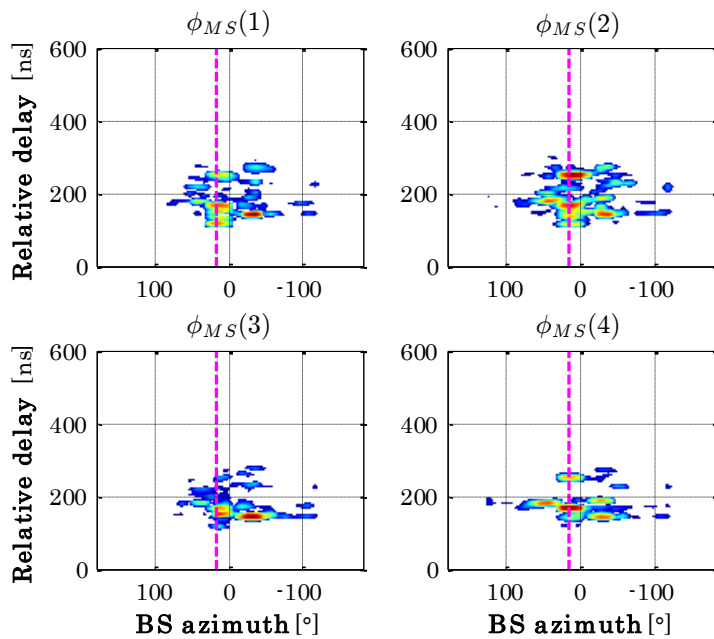 ϕ_MS(1) ϕ_MS(2)
600 600
400 400
200 200
0 0
100 0 -100 100 0 -100
Relative delay [ns]
ϕ_MS(3) ϕ_MS(4)
600 600
400 400
200 200
0 0
100 0 -100 100 0 -100
Relative delay [ns]
BS azimuth [°] BS azimuth [°]